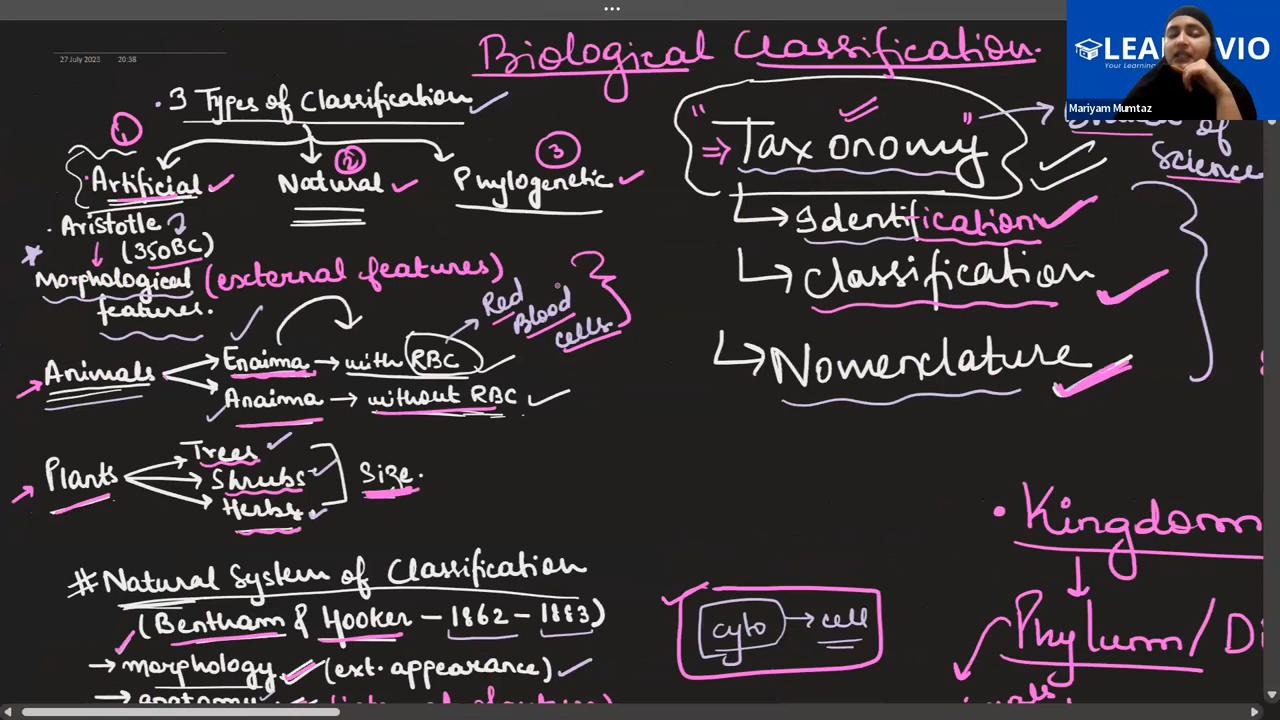 27 July 2023 20:38
Biological Classification.
LEA VIO
Your Learning
Mariyam Mumtaz
• 3 Types of Classification
① ② ③
Artificial Natural Phylogenetic
• Aristotle
(350BC)
Morphological (external features)
features.
Red
Blood
cells.
Animals
Enaima → with RBC
Anaima → without RBC
Plants
Trees
Shrubs
Herbs
Size.
# Natural System of Classification
(Bentham & Hooker – 1862 – 1883)
→ morphology (ext. appearance)
→ anatomy
" ⇒ Taxonomy "
of
Science
↳ Identification
↳ Classification
↳ Nomenclature
cyto → cell
• Kingdom
↓
Phylum / Di